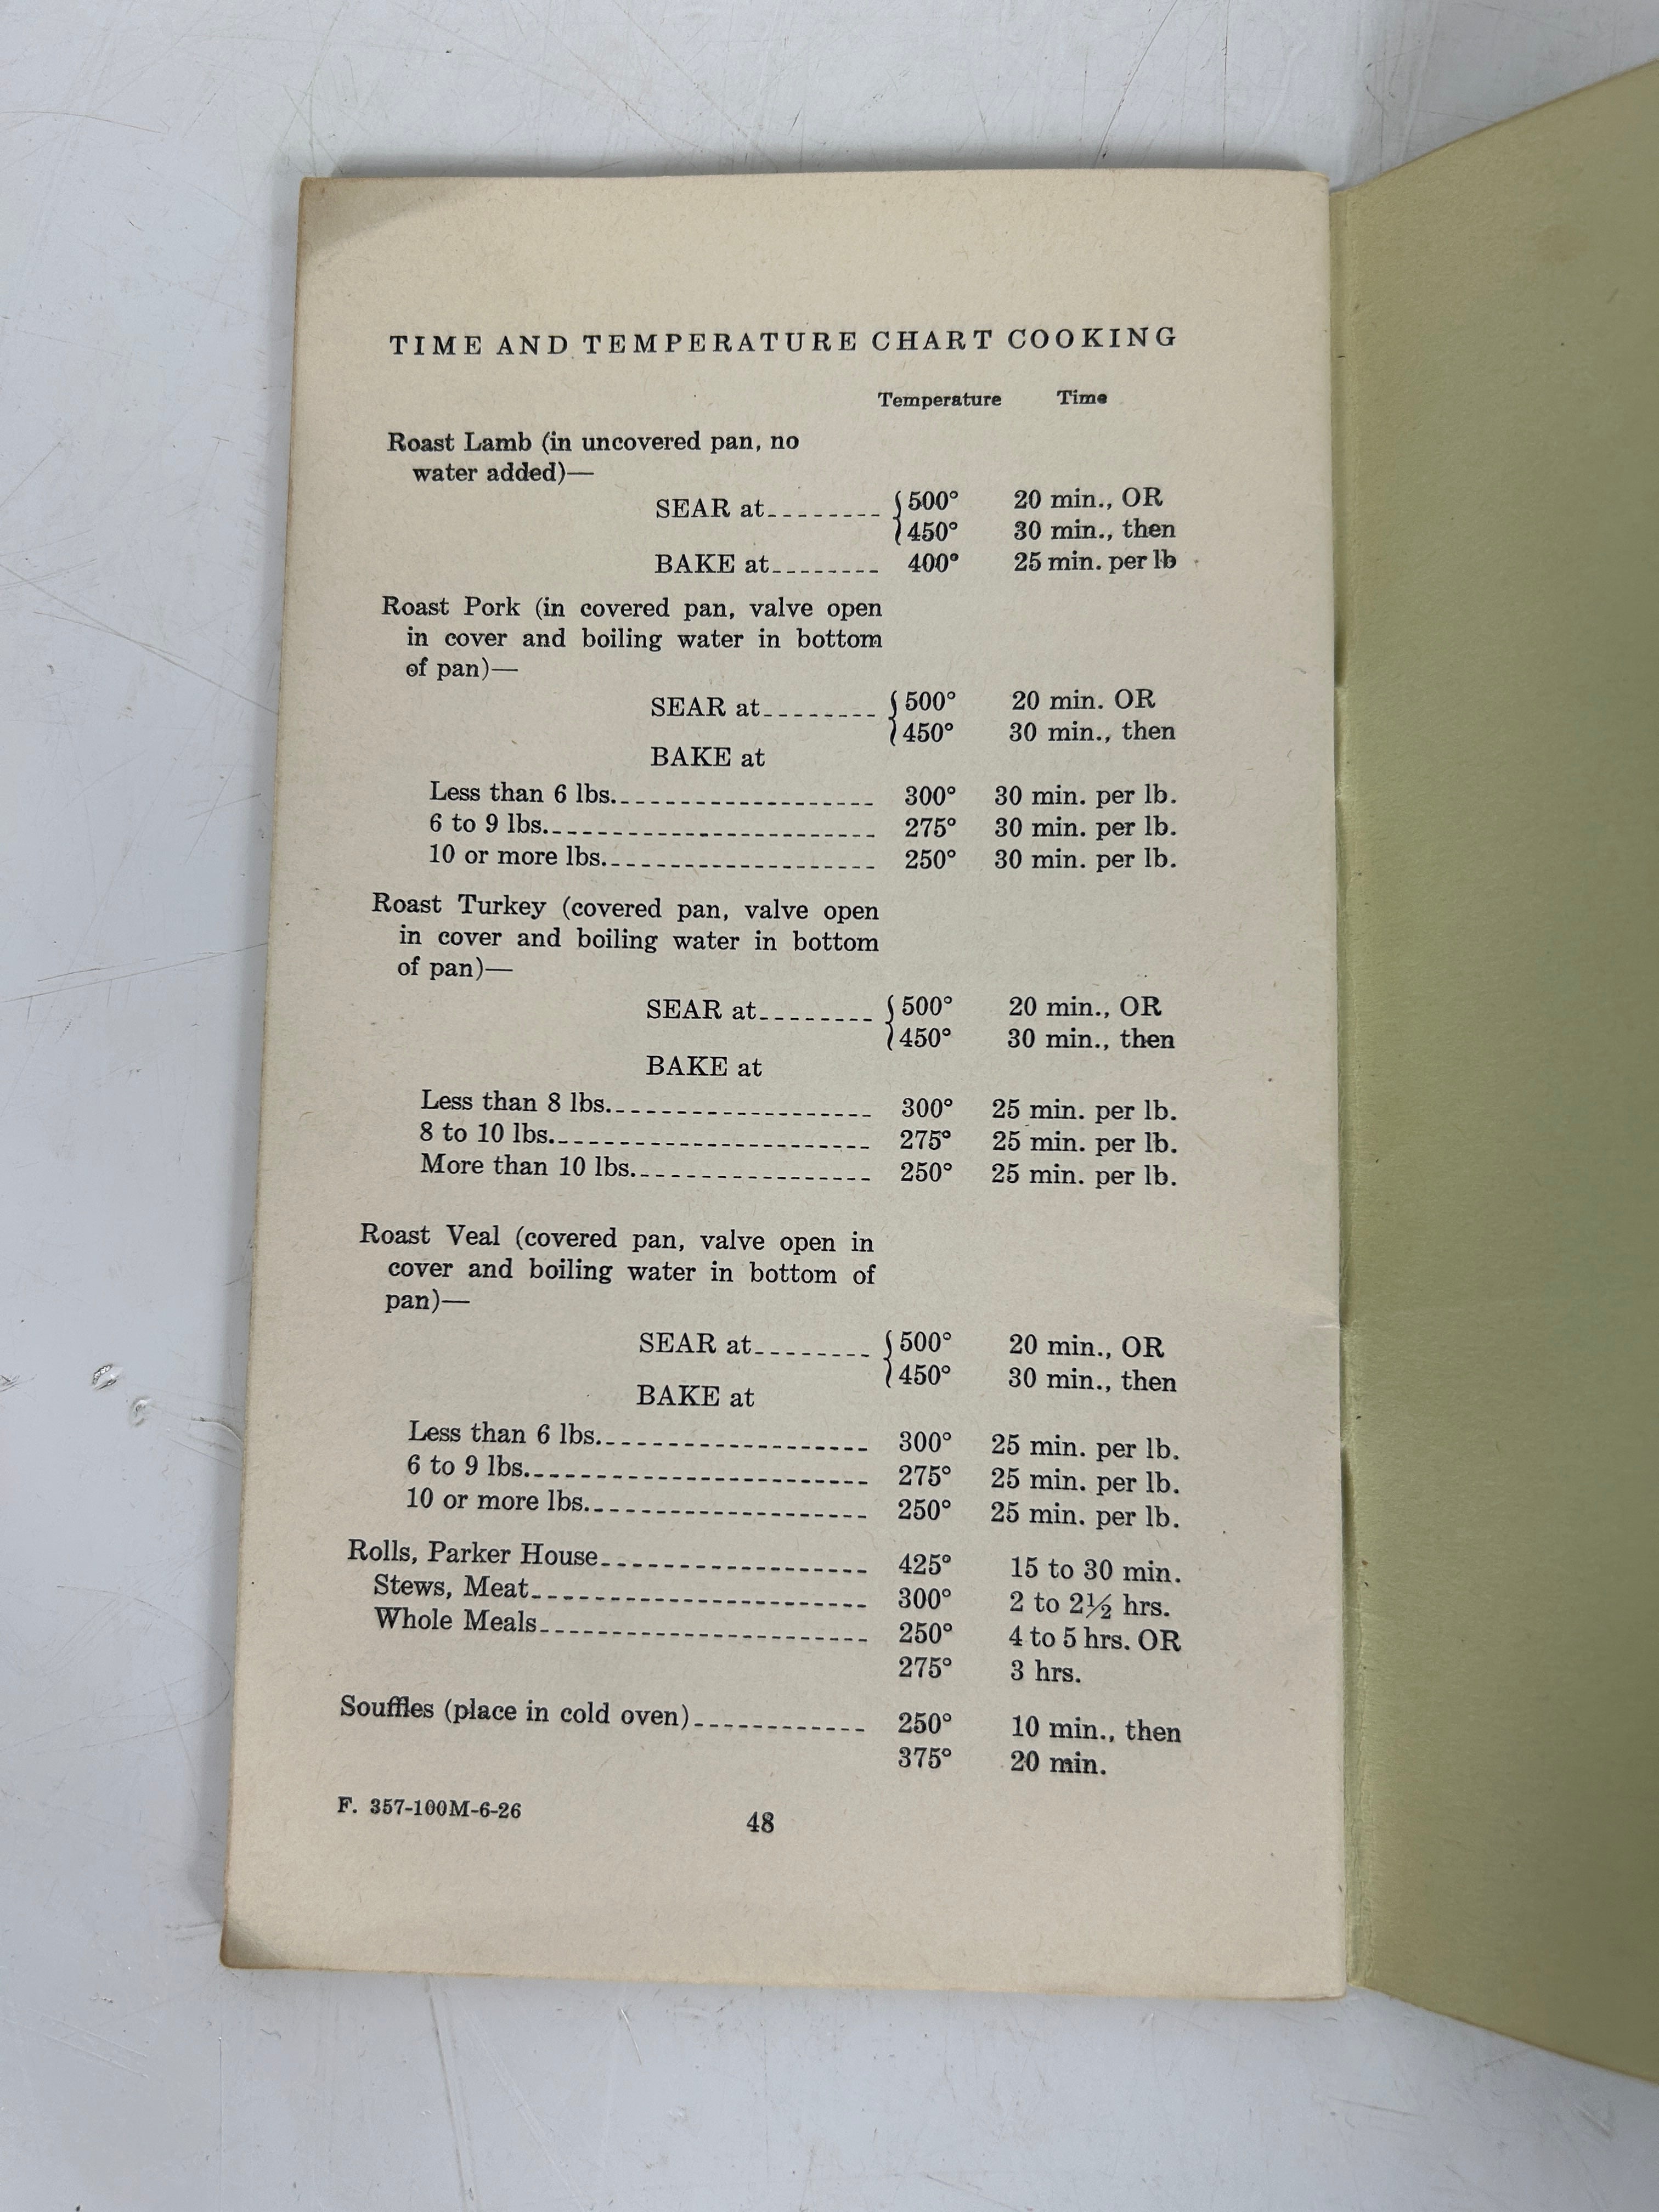 TIME AND TEMPERATURE CHART COOKING
Temperature Time
Roast Lamb (in uncovered pan, no
water added)—
SEAR at-------- {500° 20 min., OR
450° 30 min., then
BAKE at-------- 400° 25 min. per lb
Roast Pork (in covered pan, valve open
in cover and boiling water in bottom
of pan)—
SEAR at-------- {500° 20 min. OR
450° 30 min., then
BAKE at
Less than 6 lbs.-------------------- 300° 30 min. per lb.
6 to 9 lbs.------------------------- 275° 30 min. per lb.
10 or more lbs.--------------------- 250° 30 min. per lb.
Roast Turkey (covered pan, valve open
in cover and boiling water in bottom
of pan)—
SEAR at-------- {500° 20 min., OR
450° 30 min., then
BAKE at
Less than 8 lbs.-------------------- 300° 25 min. per lb.
8 to 10 lbs.------------------------ 275° 25 min. per lb.
More than 10 lbs.------------------ 250° 25 min. per lb.
Roast Veal (covered pan, valve open in
cover and boiling water in bottom of
pan)—
SEAR at-------- {500° 20 min., OR
450° 30 min., then
BAKE at
Less than 6 lbs.-------------------- 300° 25 min. per lb.
6 to 9 lbs.-------------------------- 275° 25 min. per lb.
10 or more lbs.--------------------- 250° 25 min. per lb.
Rolls, Parker House-------------------- 425° 15 to 30 min.
Stews, Meat-------------------------- 300° 2 to 2½ hrs.
Whole Meals------------------------- 250° 4 to 5 hrs. OR
275° 3 hrs.
Souffles (place in cold oven)------------ 250° 10 min., then
375° 20 min.
F. 357-100M-6-26
48